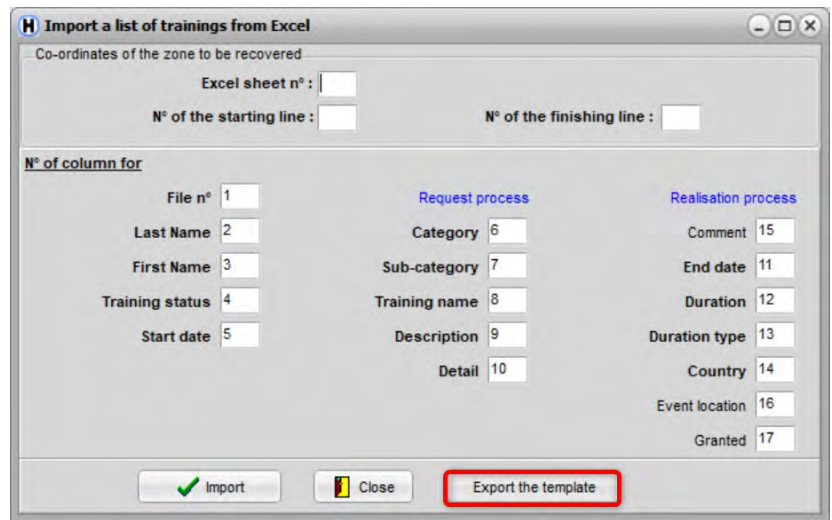 H Import a list of trainings from Excel
Co-ordinates of the zone to be recovered
Excel sheet n° :
N° of the starting line : N° of the finishing line :
N° of column for
File n° 1 Request process Realisation process
Last Name 2 Category 6 Comment 15
First Name 3 Sub-category 7 End date 11
Training status 4 Training name 8 Duration 12
Start date 5 Description 9 Duration type 13
Detail 10 Country 14
Event location 16
Granted 17
Import Close Export the template